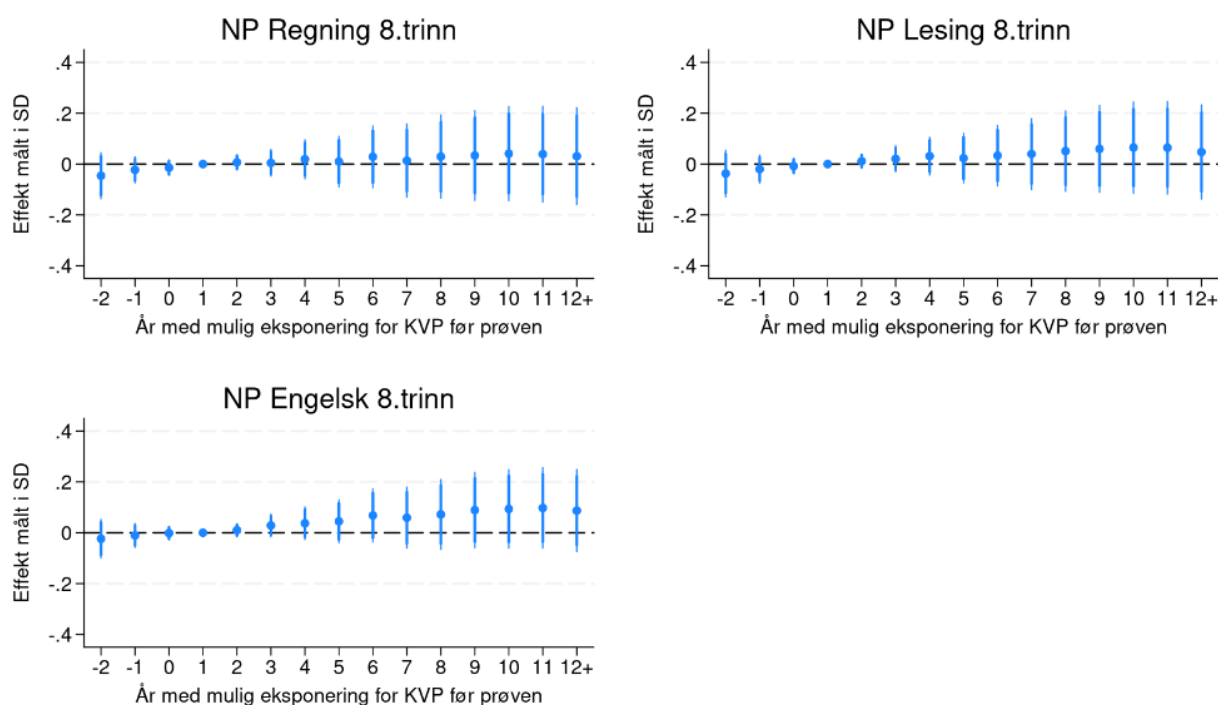 NP Regning 8.trinn
Effekt målt i SD
.4
.2
0
-.2
-.4
-2 -1 0 1 2 3 4 5 6 7 8 9 10 11 12+
År med mulig eksponering for KVP før prøven
NP Lesing 8.trinn
Effekt målt i SD
.4
.2
0
-.2
-.4
-2 -1 0 1 2 3 4 5 6 7 8 9 10 11 12+
År med mulig eksponering for KVP før prøven
NP Engelsk 8.trinn
Effekt målt i SD
.4
.2
0
-.2
-.4
-2 -1 0 1 2 3 4 5 6 7 8 9 10 11 12+
År med mulig eksponering for KVP før prøven